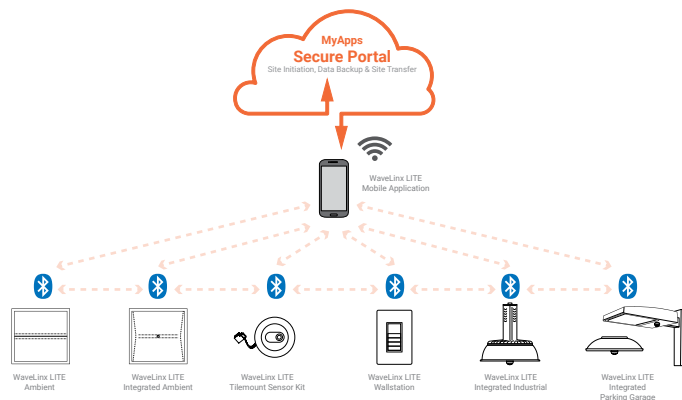 MyApps
Secure Portal
Site Initiation, Data Backup & Site Transfer
WaveLinx LITE
Mobile Application
WaveLinx LITE
Ambient
WaveLinx LITE
Integrated Ambient
WaveLinx LITE
Tilemount Sensor Kit
WaveLinx LITE
Wallstation
WaveLinx LITE
Integrated Industrial
WaveLinx LITE
Integrated
Parking Garage